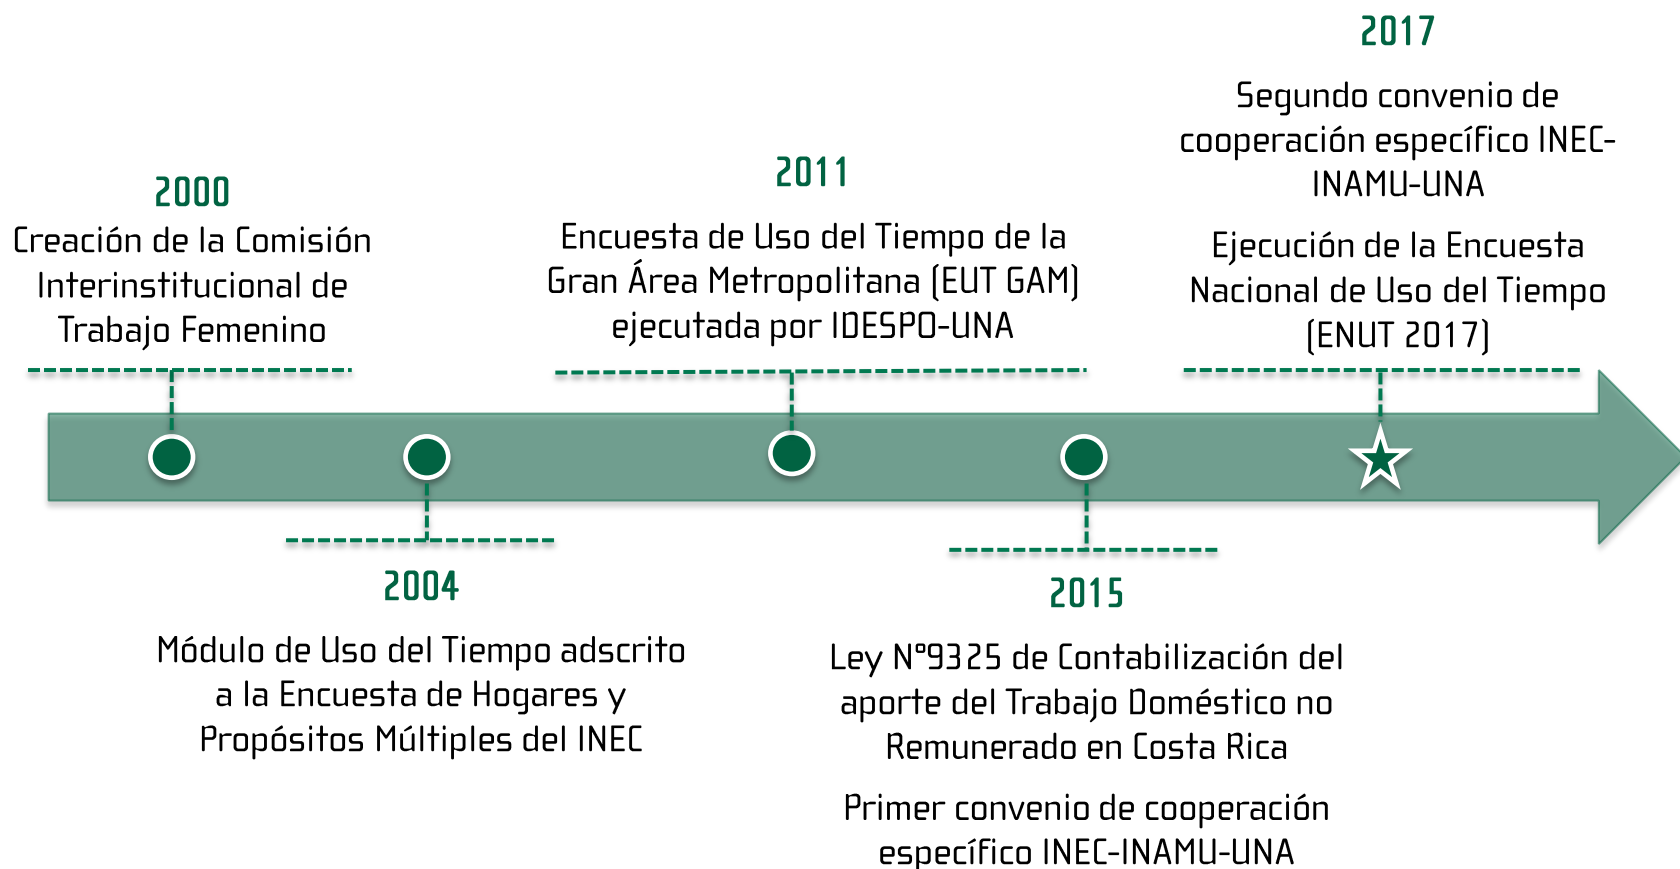 2000
Creación de la Comisión
Interinstitucional de
Trabajo Femenino
2004
Módulo de Uso del Tiempo adscrito
a la Encuesta de Hogares y
Propósitos Múltiples del INEC
2011
Encuesta de Uso del Tiempo de la
Gran Área Metropolitana (EUT GAM)
ejecutada por IDESPO-UNA
2015
Ley N°9325 de Contabilización del
aporte del Trabajo Doméstico no
Remunerado en Costa Rica
Primer convenio de cooperación
específico INEC-INAMU-UNA
2017
Segundo convenio de
cooperación específico INEC-
INAMU-UNA
Ejecución de la Encuesta
Nacional de Uso del Tiempo
(ENUT 2017)